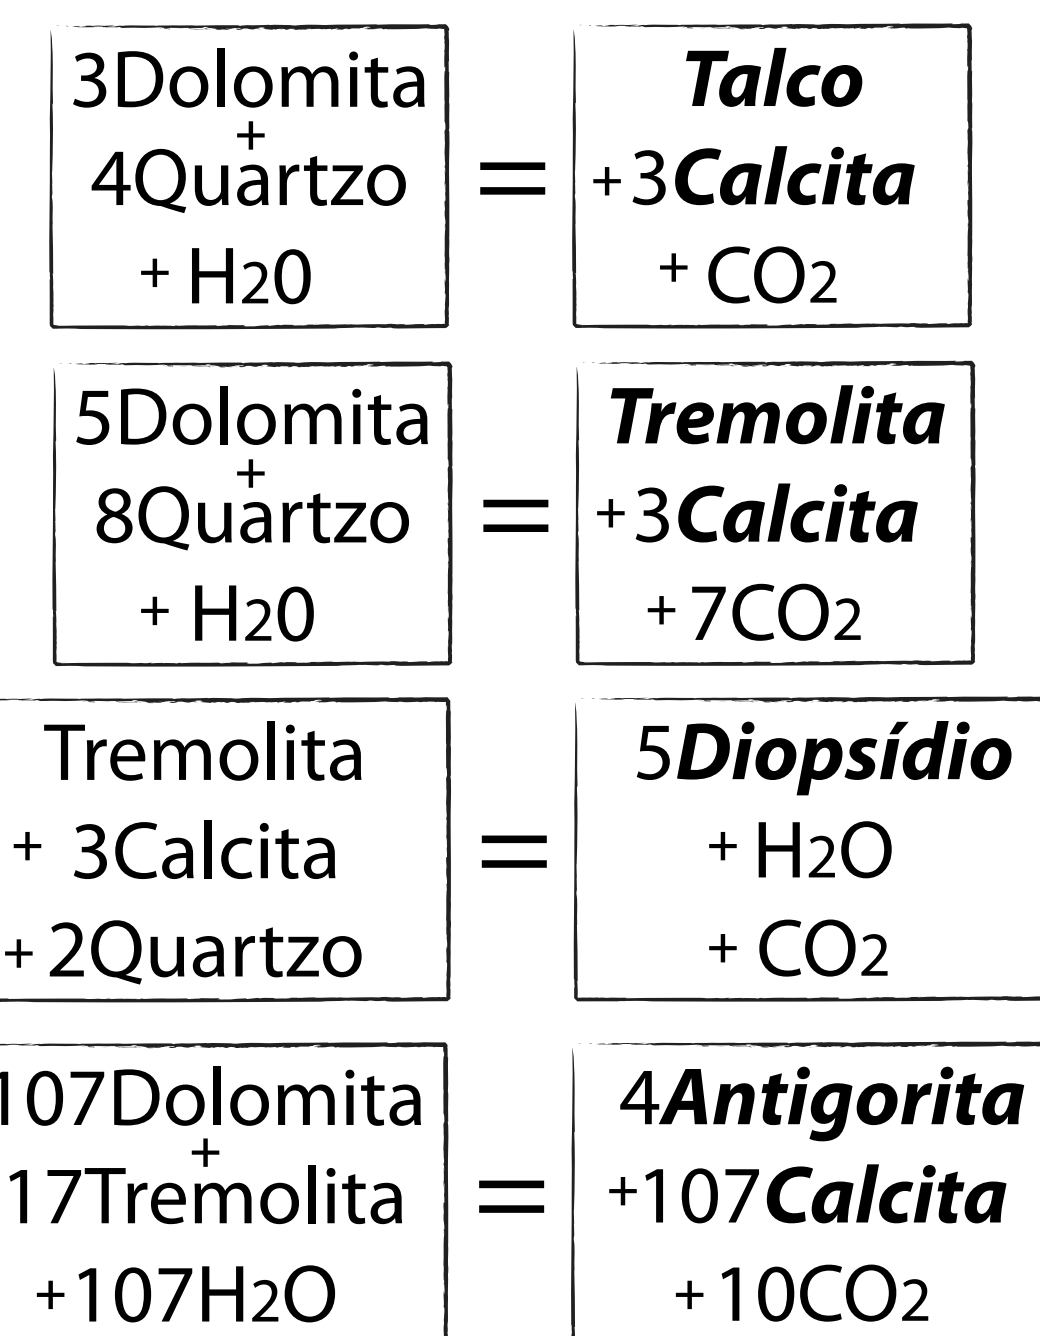 3Dolomita
+
4Quartzo
+ H20
=
Talco
+3Calcita
+ CO2
5Dolomita
+
8Quartzo
+ H20
=
Tremolita
+3Calcita
+7CO2
Tremolita
+ 3Calcita
+ 2Quartzo
=
5Diopsídio
+ H2O
+ CO2
107Dolomita
+
17Tremolita
+107H2O
=
4Antigorita
+107Calcita
+10CO2